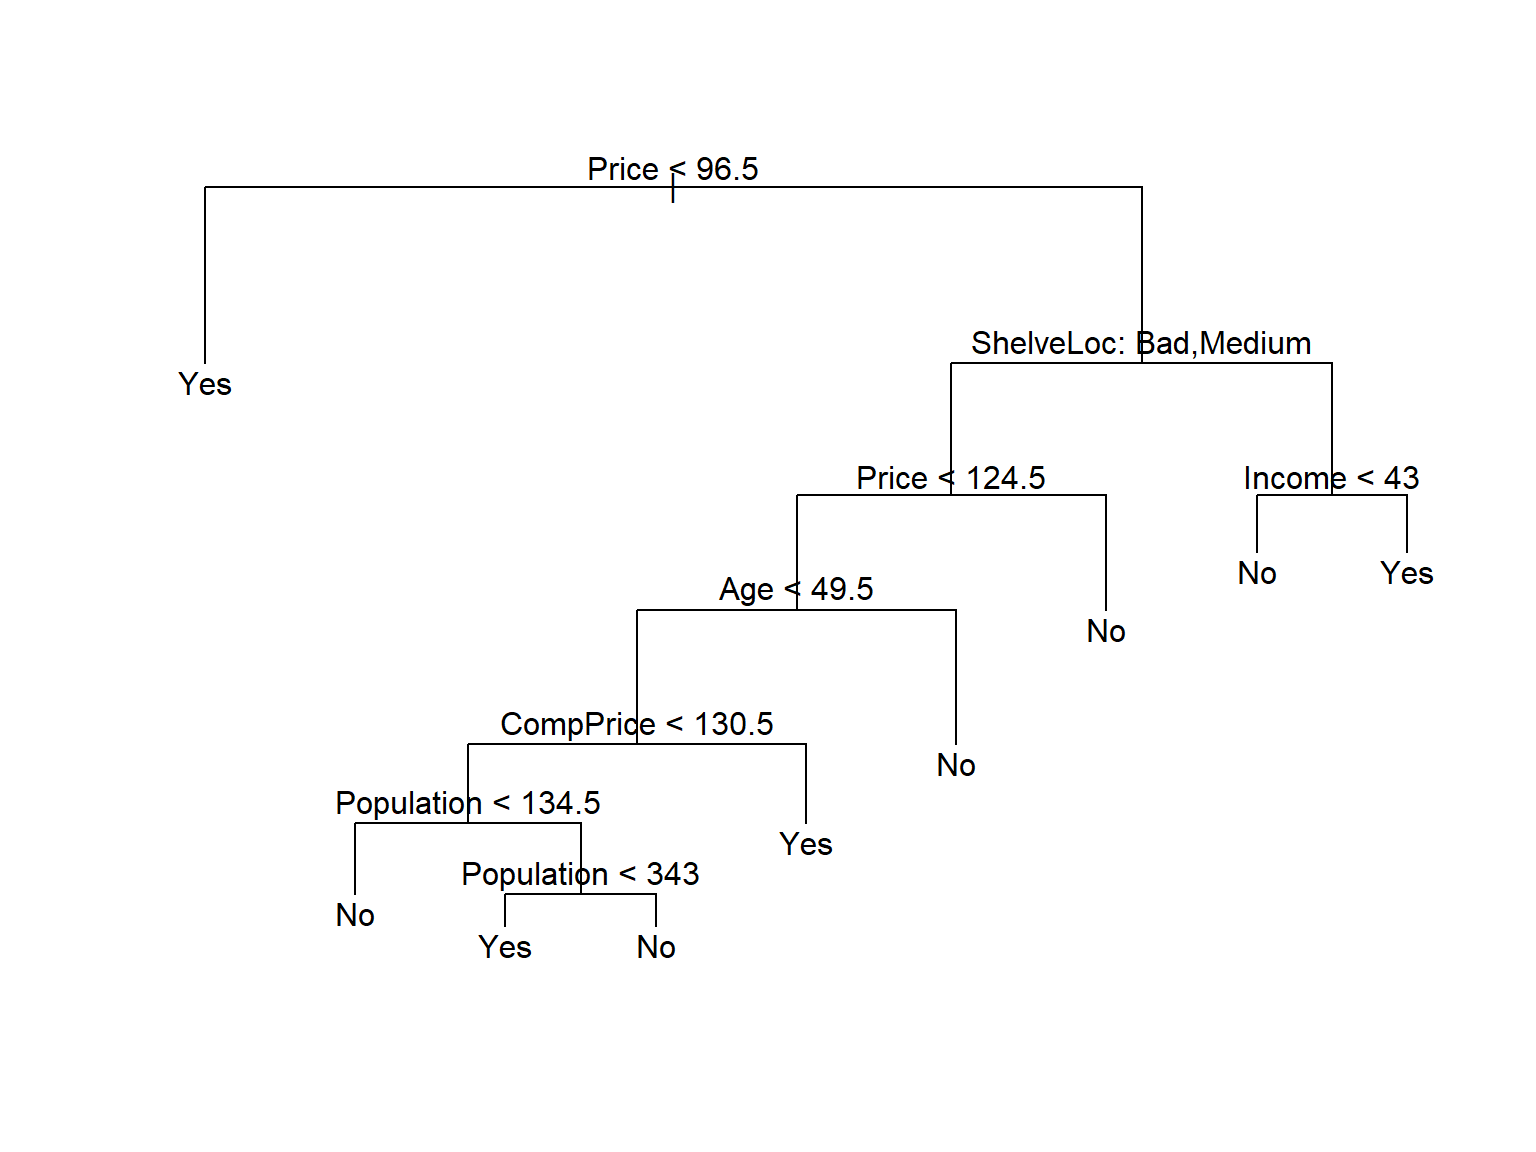 Price < 96.5
ShelveLoc: Bad,Medium
Yes
Price < 124.5
Income < 43
No
Yes
Age < 49.5
No
CompPrice < 130.5
No
Population < 134.5
Yes
Population < 343
No
Yes
No